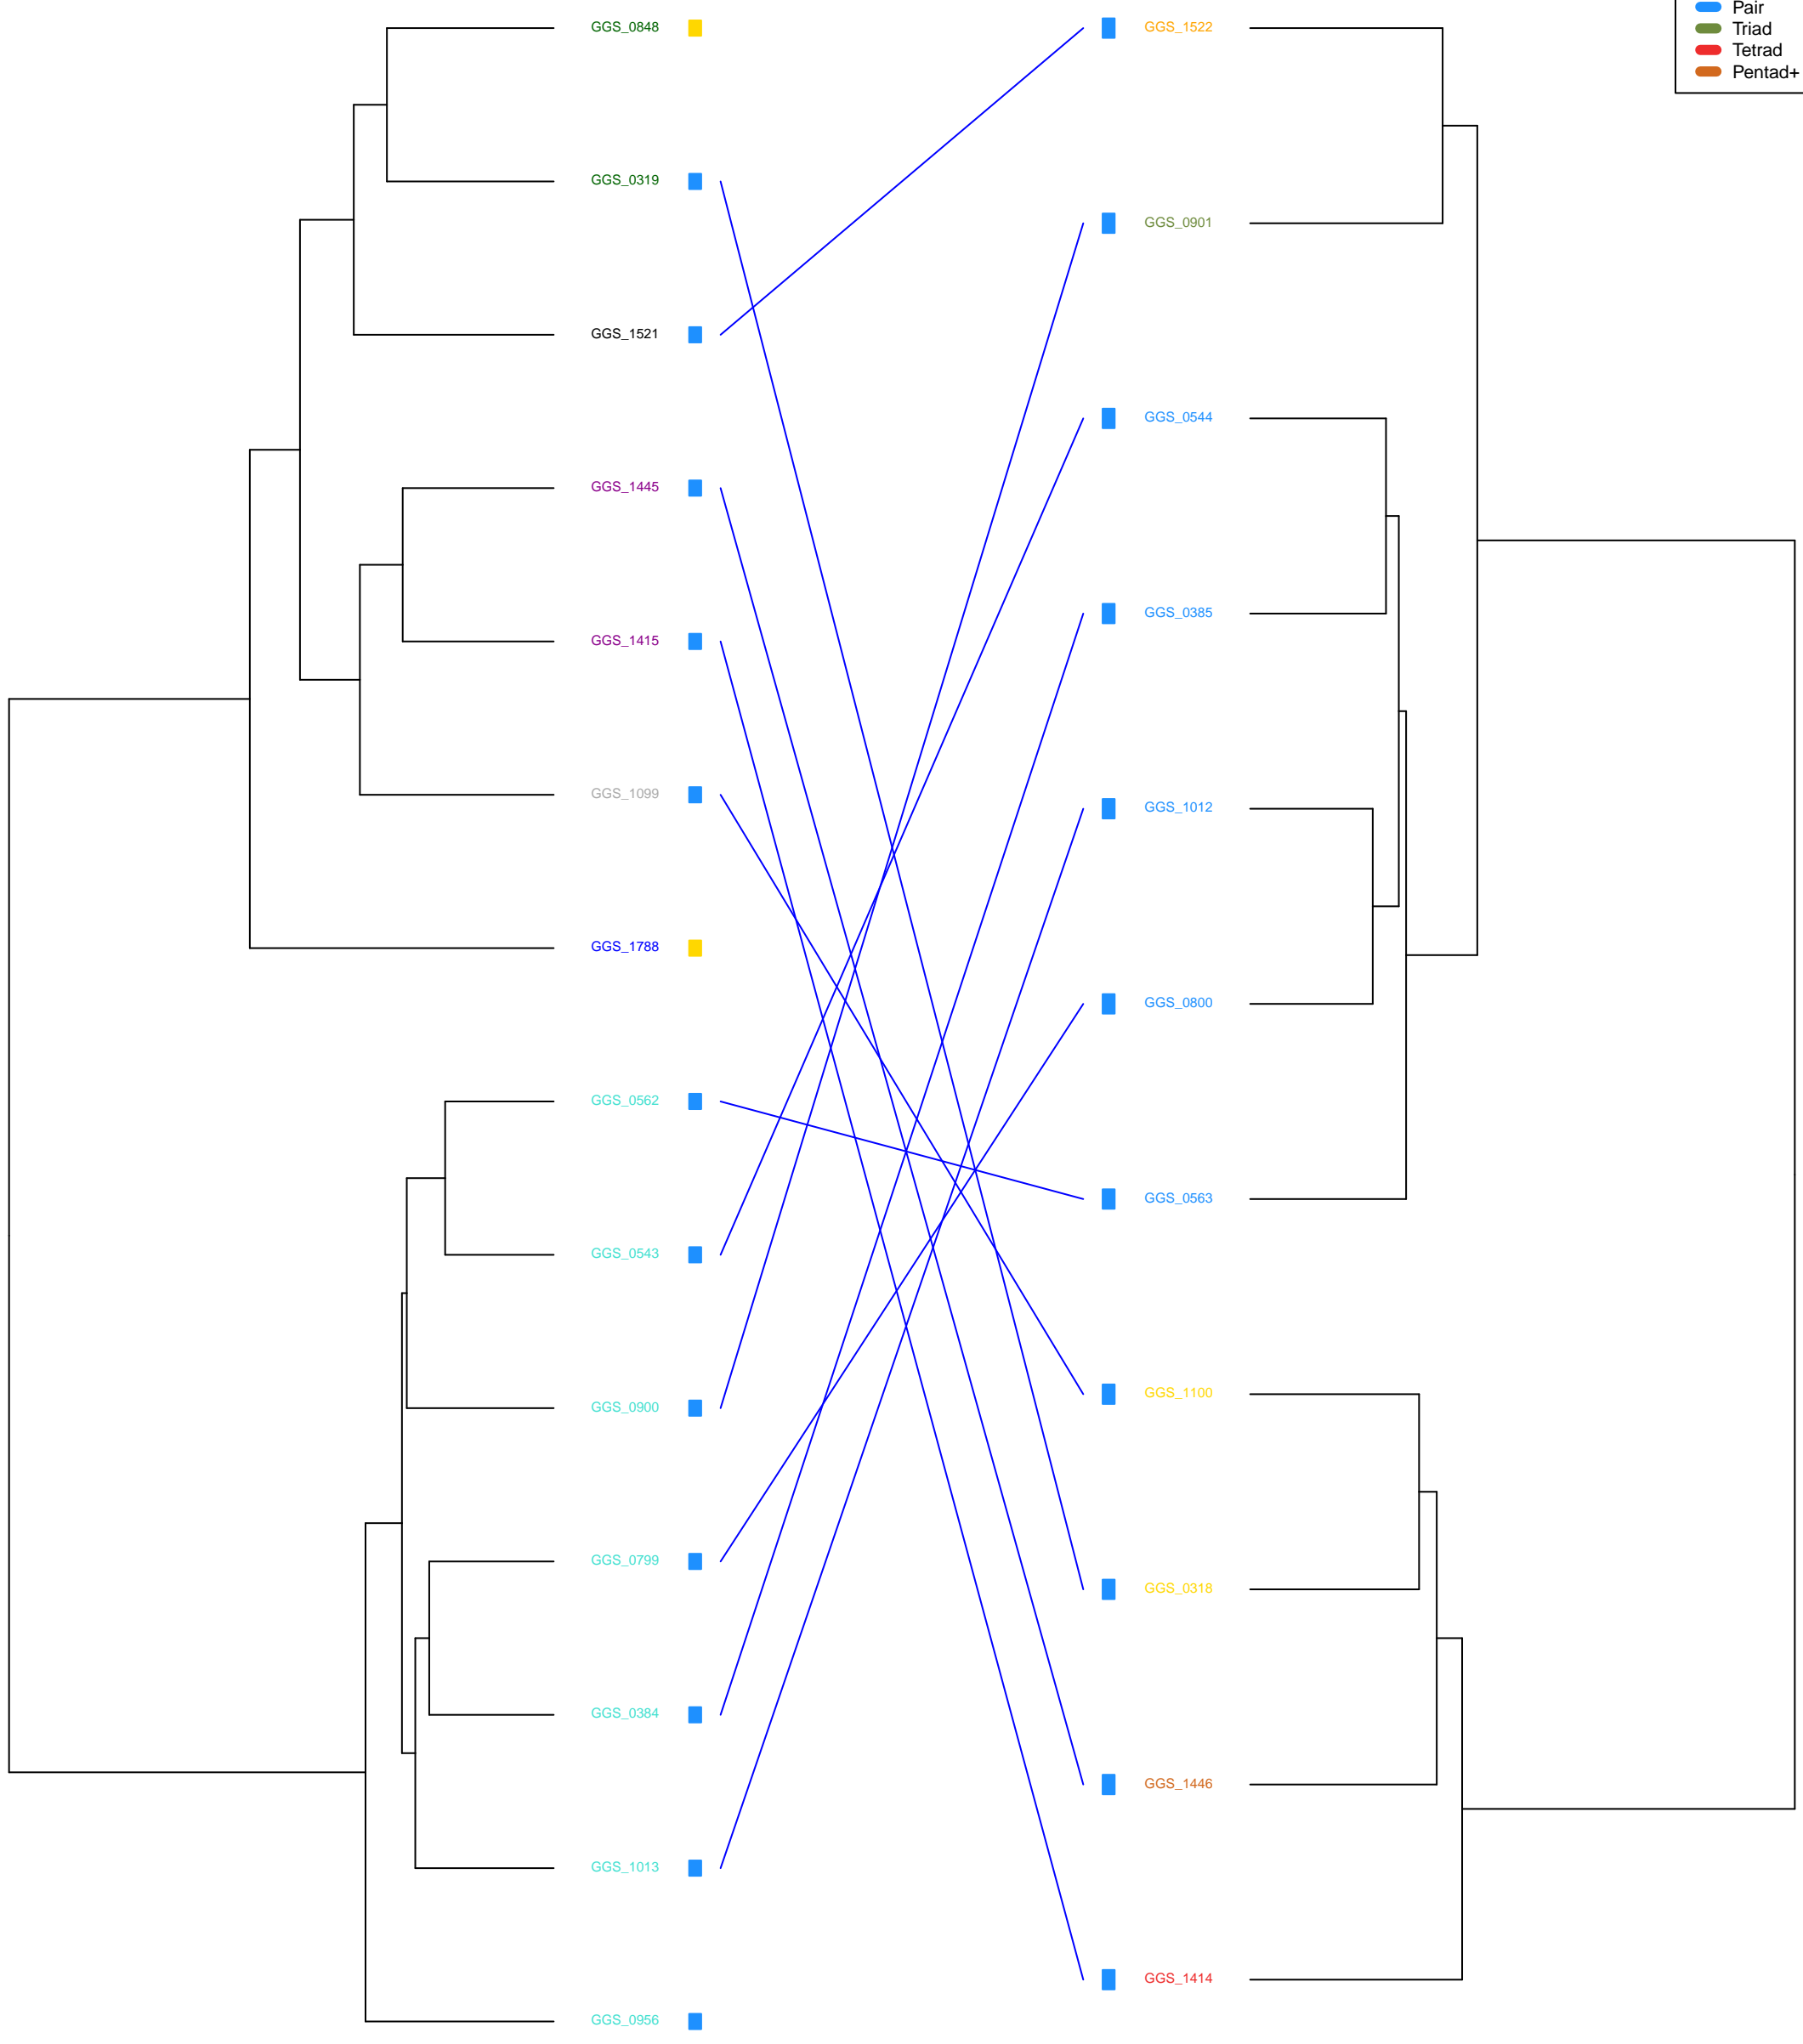 Pair
Triad
Tetrad
Pentad+
GGS_0848
GGS_0319
GGS_1521
GGS_1445
GGS_1415
GGS_1099
GGS_1788
GGS_0562
GGS_0543
GGS_0900
GGS_0799
GGS_0384
GGS_1013
GGS_0956
GGS_1522
GGS_0901
GGS_0544
GGS_0385
GGS_1012
GGS_0800
GGS_0563
GGS_1100
GGS_0318
GGS_1446
GGS_1414